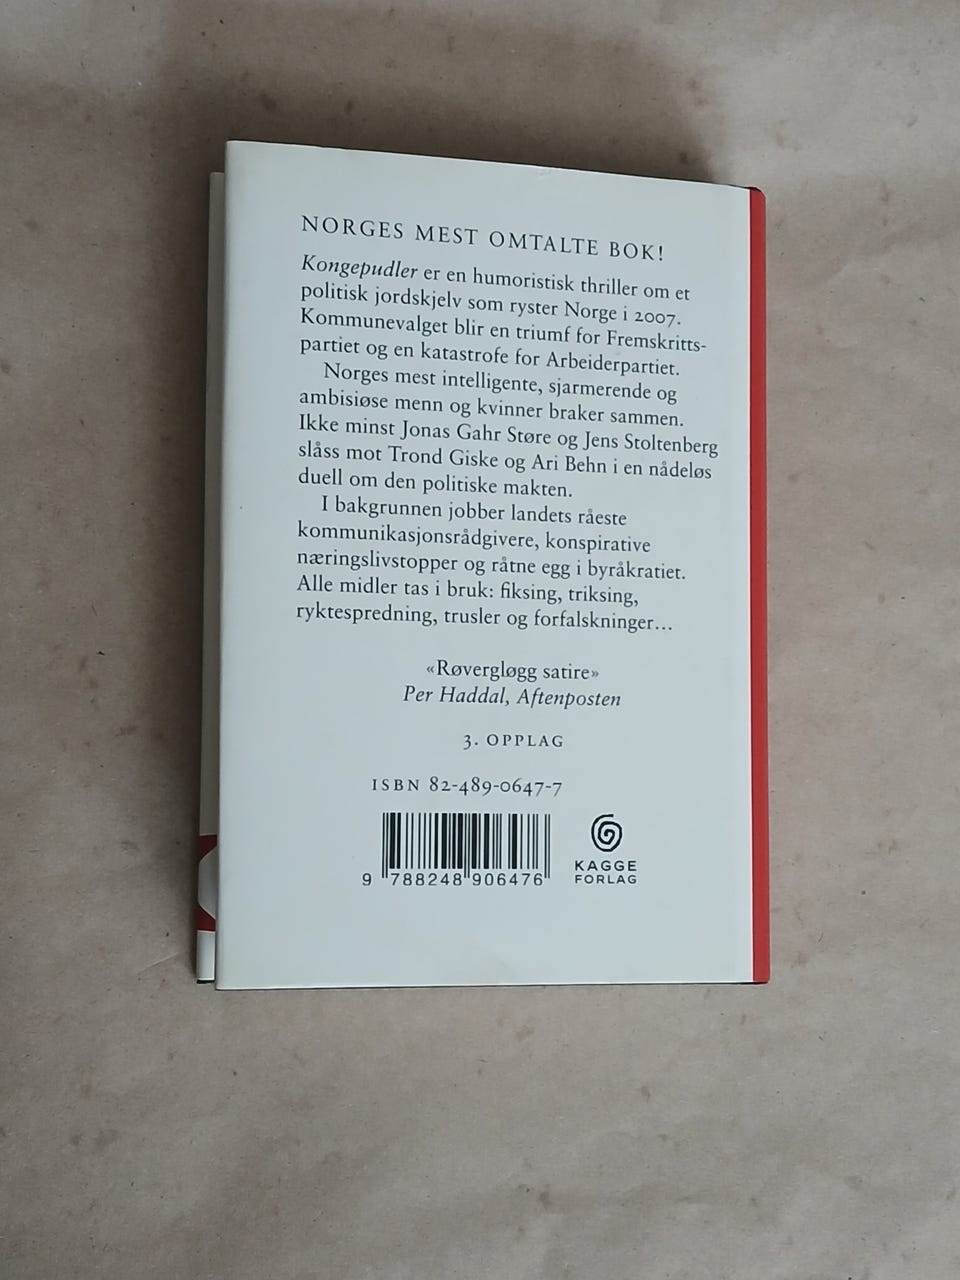 NORGES MEST OMTALTE BOK!
Kongepudler er en humoristisk thriller om et
politisk jordskjelv som ryster Norge i 2007.
Kommunevalget blir en triumf for Fremskritts-
partiet og en katastrofe for Arbeiderpartiet.
Norges mest intelligente, sjarmerende og
ambisiøse menn og kvinner braker sammen.
Ikke minst Jonas Gahr Støre og Jens Stoltenberg
slåss mot Trond Giske og Ari Behn i en nådeløs
duell om den politiske makten.
I bakgrunnen jobber landets råeste
kommunikasjonsrådgivere, konspirative
næringslivstopper og råtne egg i byråkratiet.
Alle midler tas i bruk: fiksing, triksing,
ryktespredning, trusler og forfalskninger...
«Røvergløgg satire»
Per Haddal, Aftenposten
3. OPPLAG
ISBN 82-489-0647-7
9 788248 906476
KAGGE
FORLAG